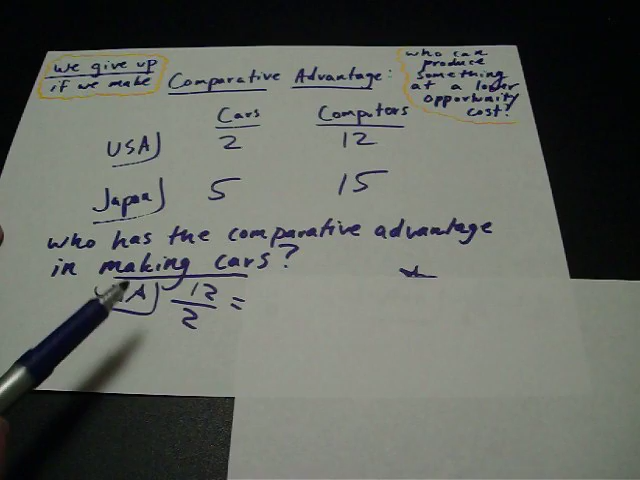 we give up
if we make
Comparative Advantage:
who can
produce
something
at a lower
opportunity
cost?
Cars Computers
USA 2 12
Japan 5 15
who has the comparative advantage
in making cars?
12
2 =